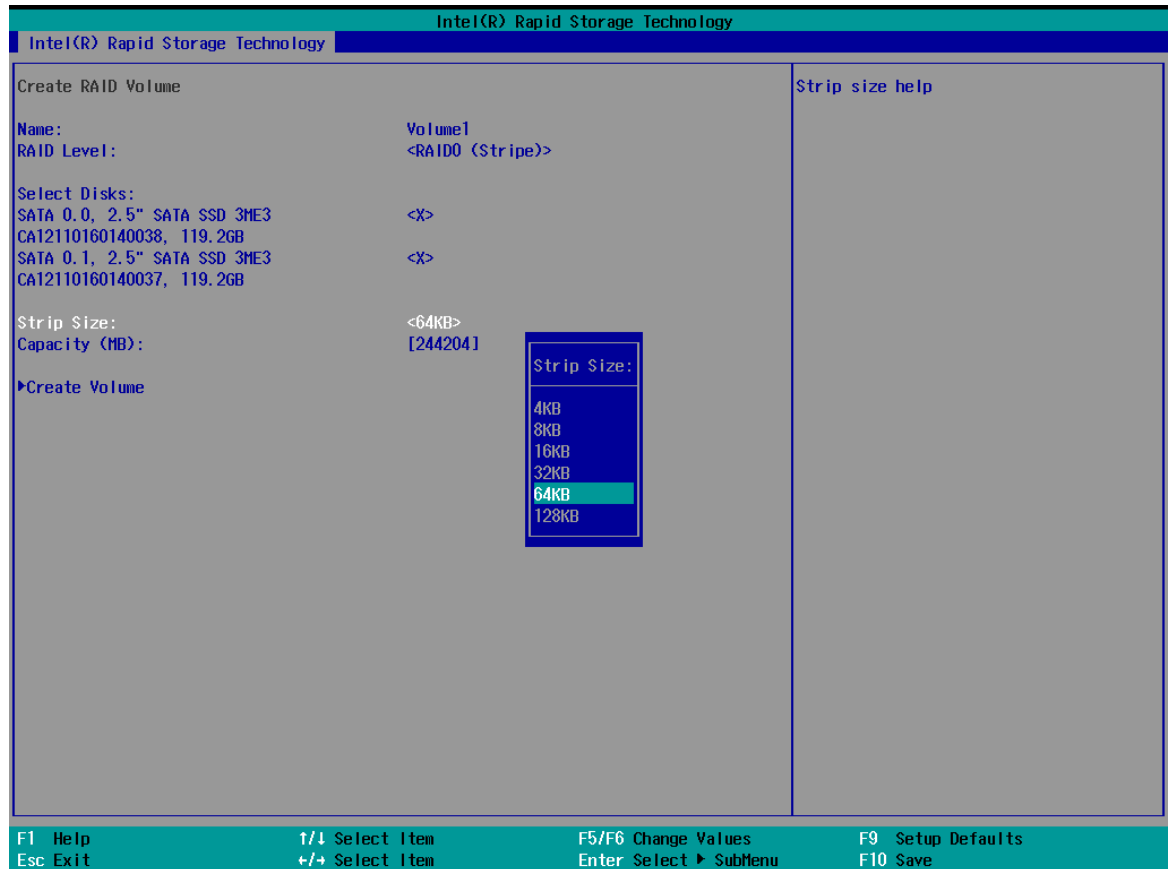 Intel(R) Rapid Storage Technology
Intel(R) Rapid Storage Technology
Create RAID Volume
Strip size help
Name: Volume1
RAID Level: <RAID0 (Stripe)>
Select Disks:
SATA 0.0, 2.5" SATA SSD 3ME3 <X>
CA12110160140038, 119.2GB
SATA 0.1, 2.5" SATA SSD 3ME3 <X>
CA12110160140037, 119.2GB
Strip Size: <64KB>
Capacity (MB): [244204]
▶Create Volume
Strip Size:
4KB
8KB
16KB
32KB
64KB
128KB
F1 Help ↑/↓ Select Item F5/F6 Change Values F9 Setup Defaults
Esc Exit ←/→ Select Item Enter Select ▶ SubMenu F10 Save